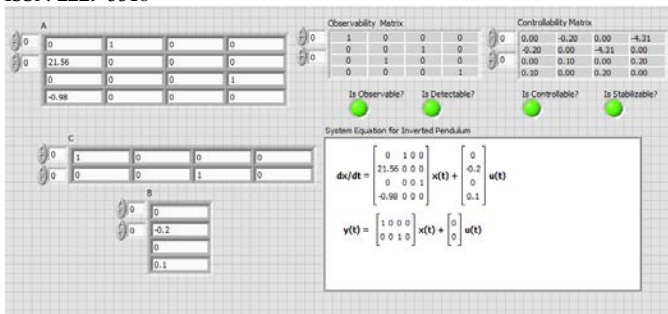 A
0 0 1 0 0
0 21.56 0 0 0
0 0 0 1
-0.98 0 0 0
Observability Matrix
0 1 0 0 0
0 0 0 1 0
0 1 0 0
0 0 0 1
Controllability Matrix
0 0.00 -0.20 0.00 -4.31
0 -0.20 0.00 -4.31 0.00
0.00 0.10 0.00 0.20
0.10 0.00 0.20 0.00
Is Observable? Is Detectable? Is Controllable? Is Stabilizable?
C
0 1 0 0 0
0 0 0 1 0
B
0 0
0 -0.2
0
0.1
System Equation for Inverted Pendulum
0 1 0 0 0
21.56 0 0 0 -0.2
dx/dt = x(t) + u(t)
0 0 0 1 0
-0.98 0 0 0 0.1
1 0 0 0 0
y(t) = x(t) + u(t)
0 0 1 0 0